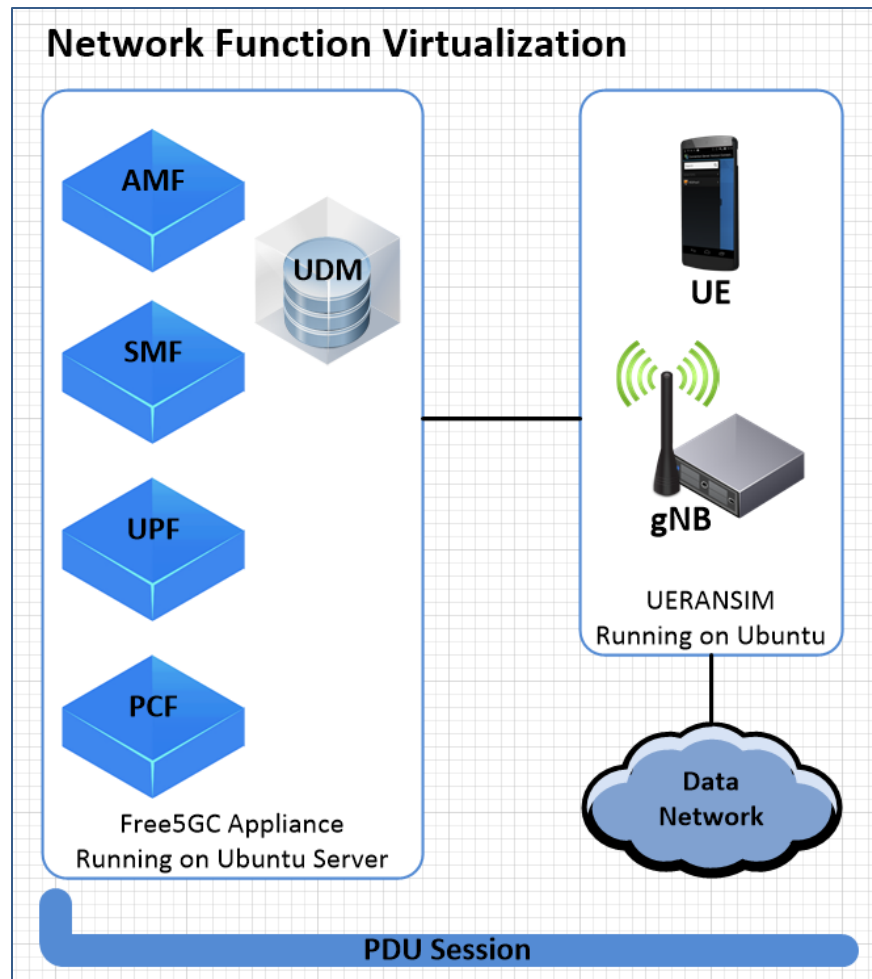 Network Function Virtualization
AMF
UDM
SMF
UPF
PCF
Free5GC Appliance
Running on Ubuntu Server
UE
gNB
UERANSIM
Running on Ubuntu
Data
Network
PDU Session